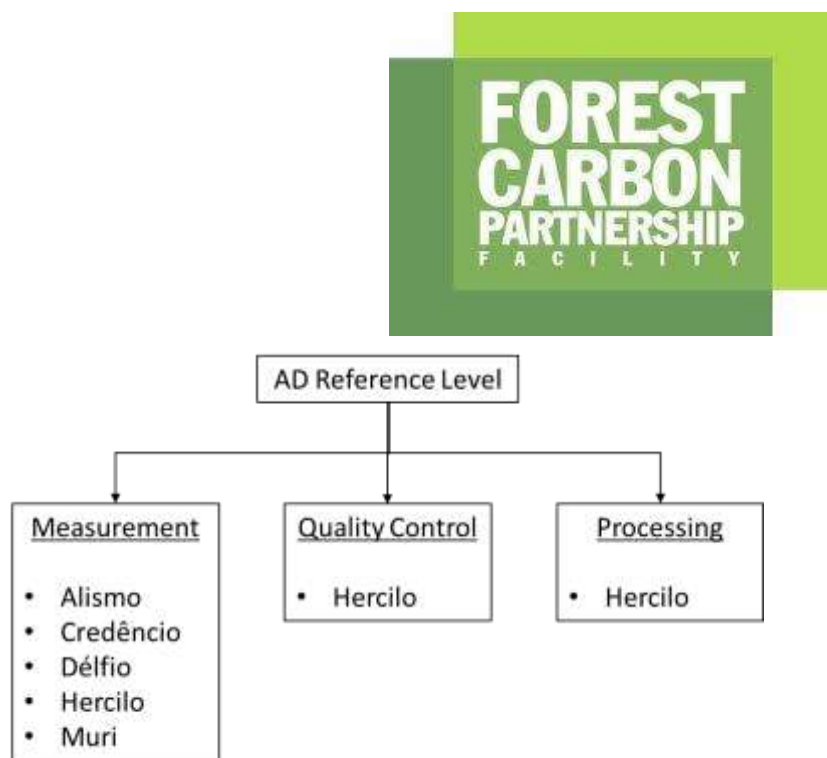 FOREST
CARBON
PARTNERSHIP
FACILITY
AD Reference Level
Measurement
• Alismo
• Credêncio
• Délfio
• Hercilo
• Muri
Quality Control
• Hercilo
Processing
• Hercilo